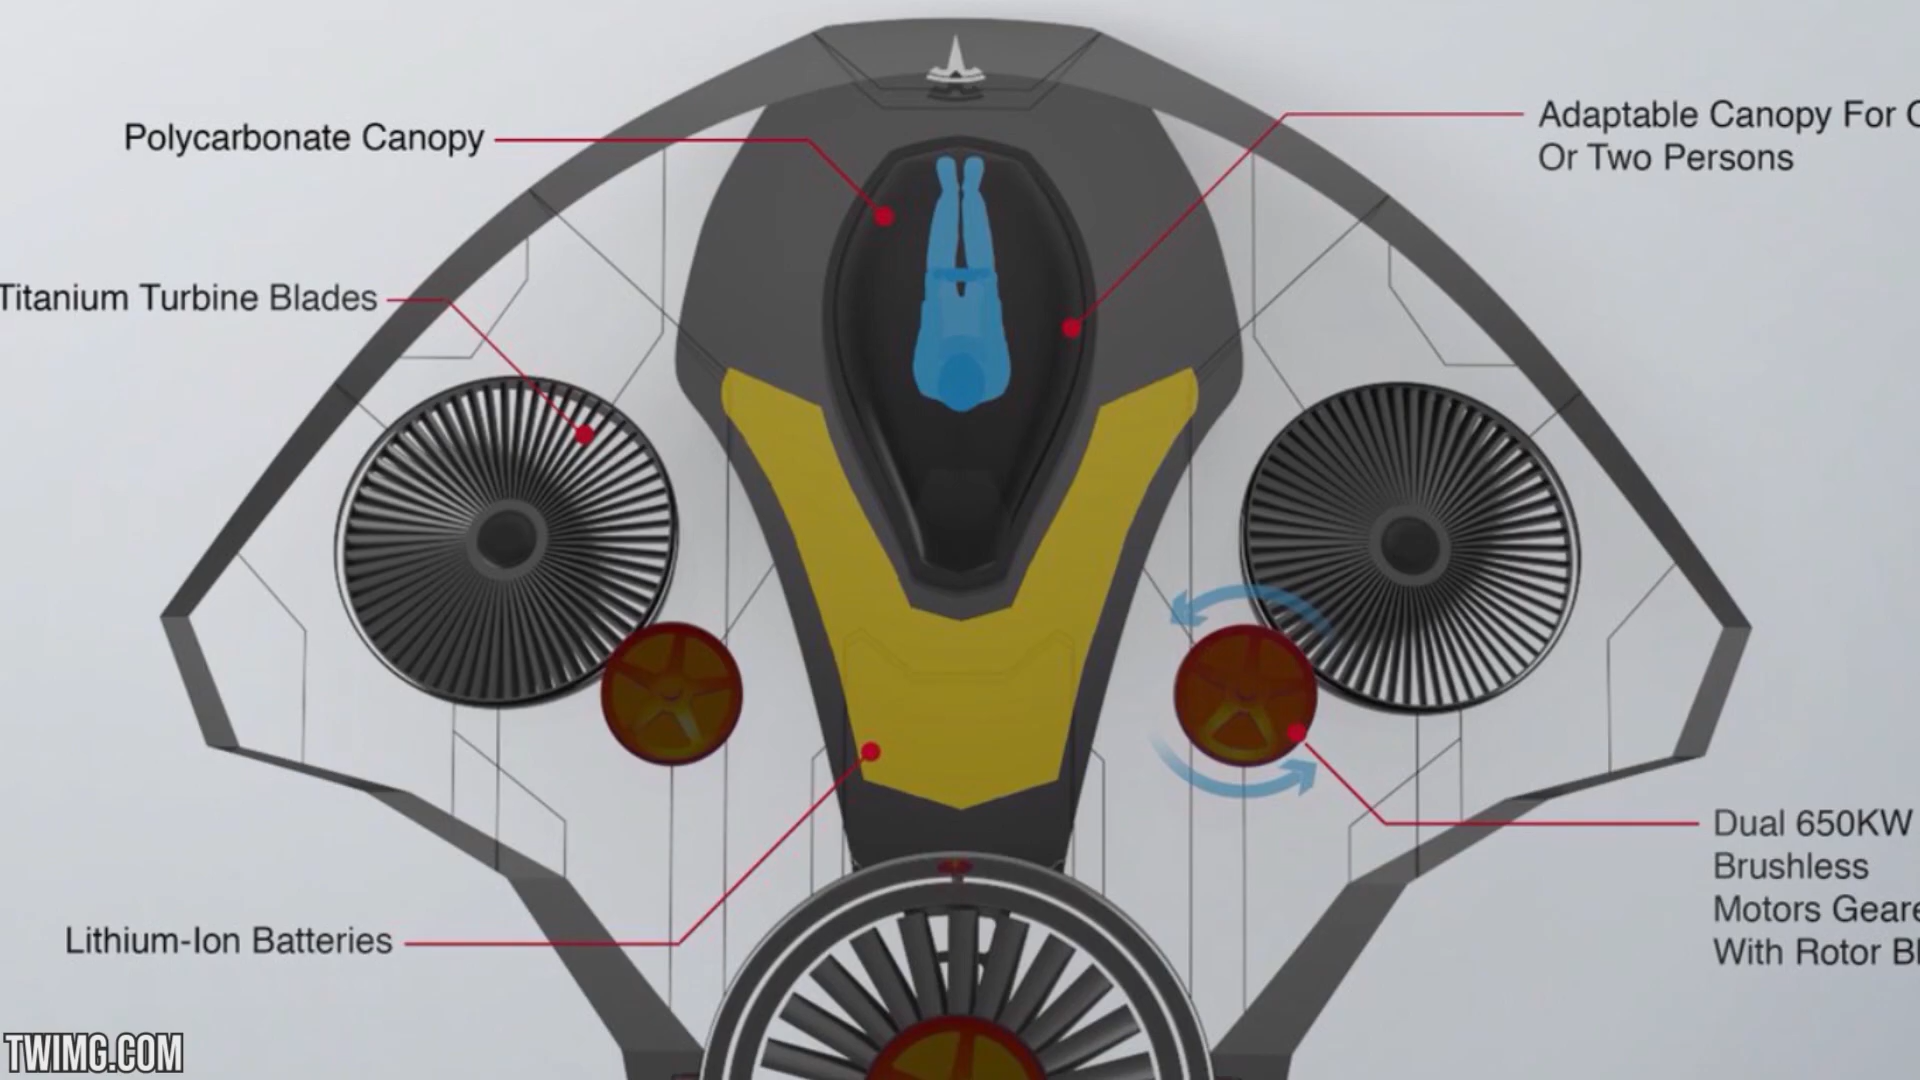 Polycarbonate Canopy
Adaptable Canopy For
Or Two Persons
Titanium Turbine Blades
Dual 650KW
Brushless
Motors
With Rotor
Lithium-Ion Batteries
TWIMG.COM